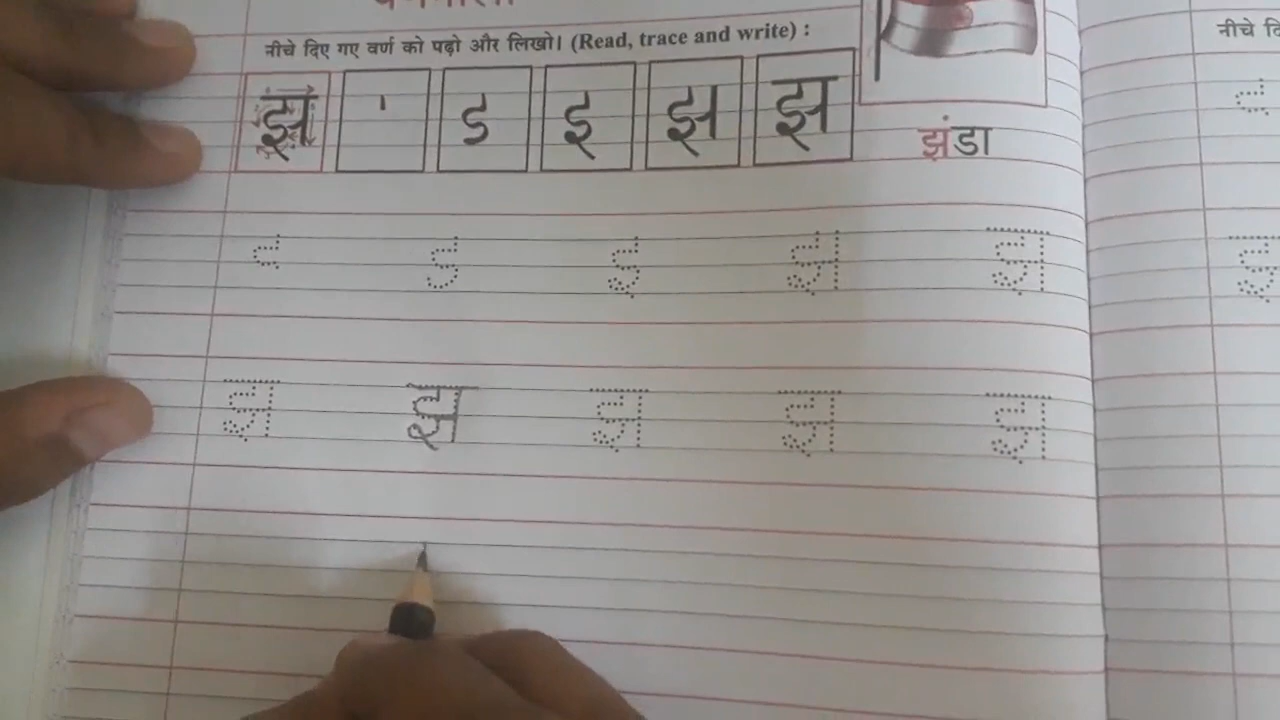 नीचे दिए गए वर्ण को पढ़ो और लिखो। (Read, trace and write) :
झ ' ड इ झ झ
झंडा
झ झ
झ झ झ झ झ
नीचे